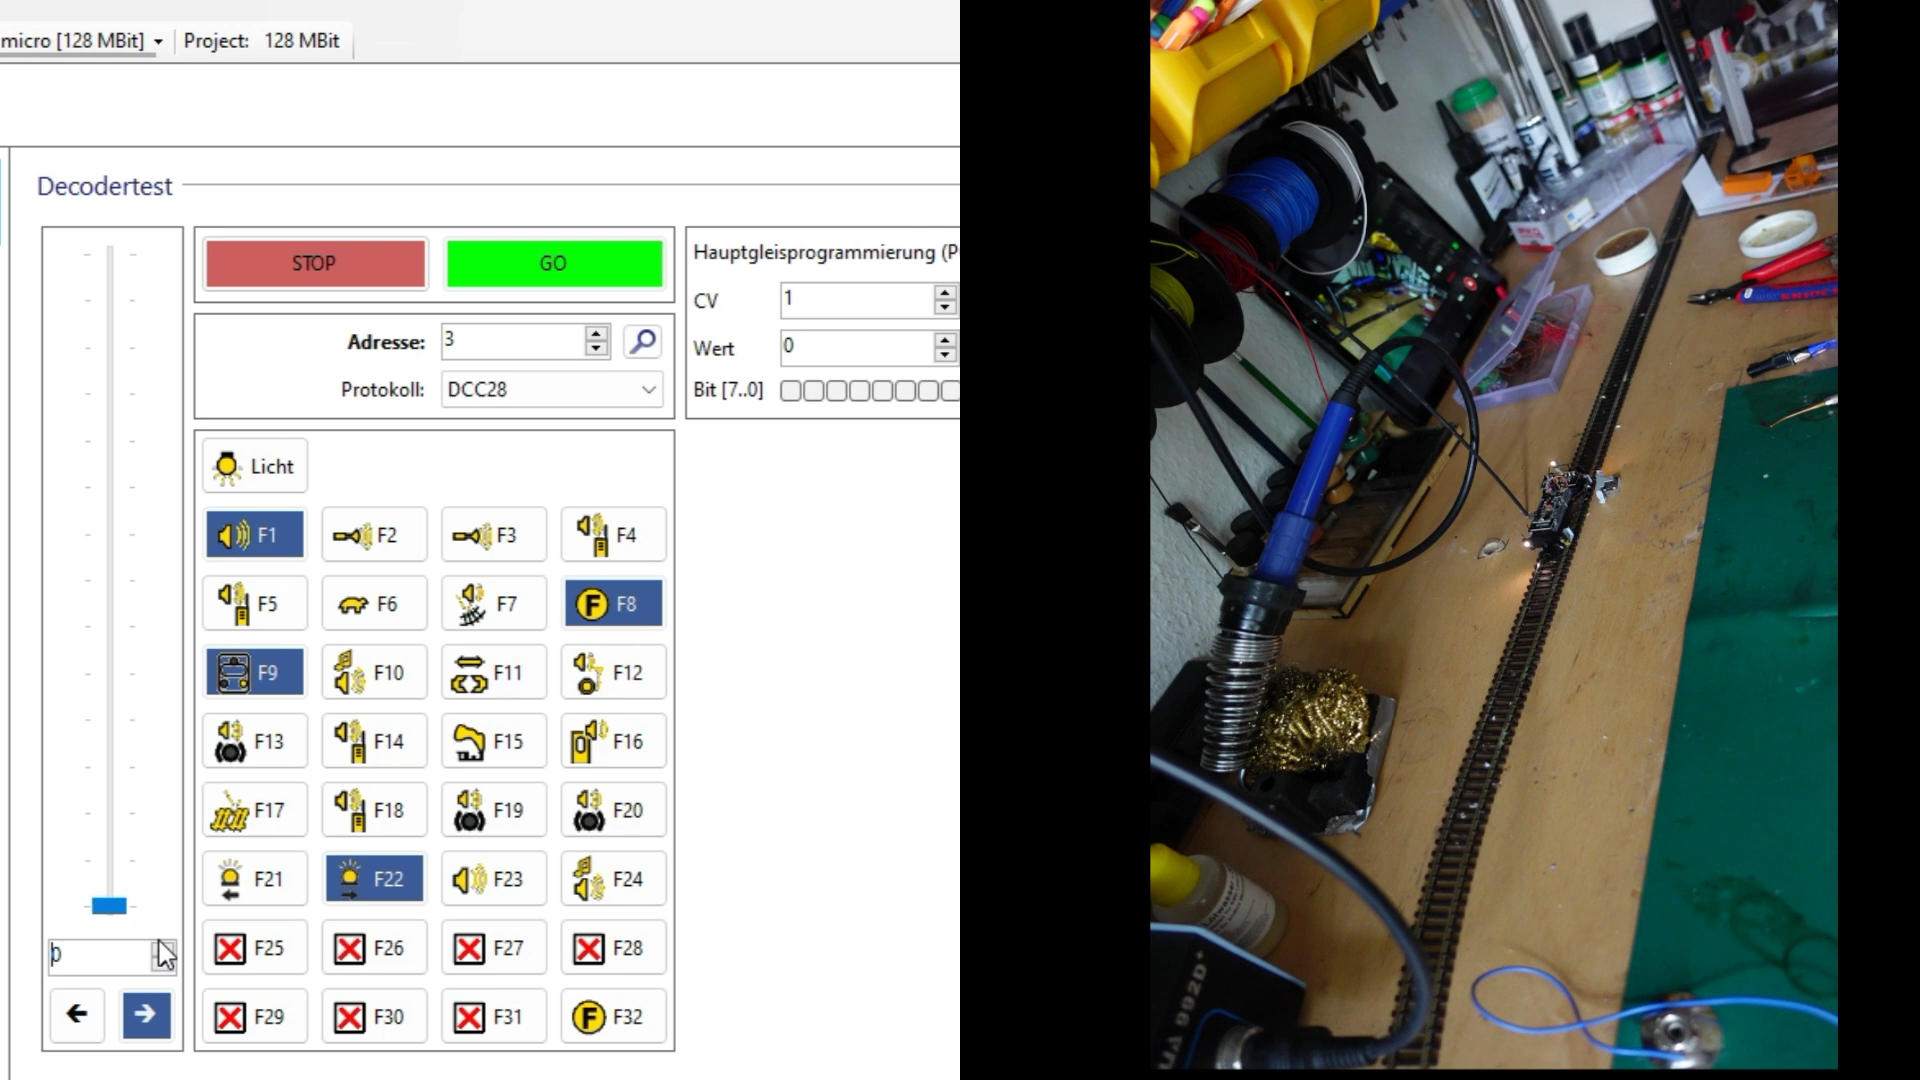 micro [128 MBit] Project: 128 MBit
Decodertest
STOP GO
Adresse: 3
Protokoll: DCC28
Hauptgleisprogrammierung (P
CV 1
Wert 0
Bit [7..0]
Licht
F1 F2 F3 F4
F5 F6 F7 F8
F9 F10 F11 F12
F13 F14 F15 F16
F17 F18 F19 F20
F21 F22 F23 F24
F25 F26 F27 F28
F29 F30 F31 F32
0
992D+